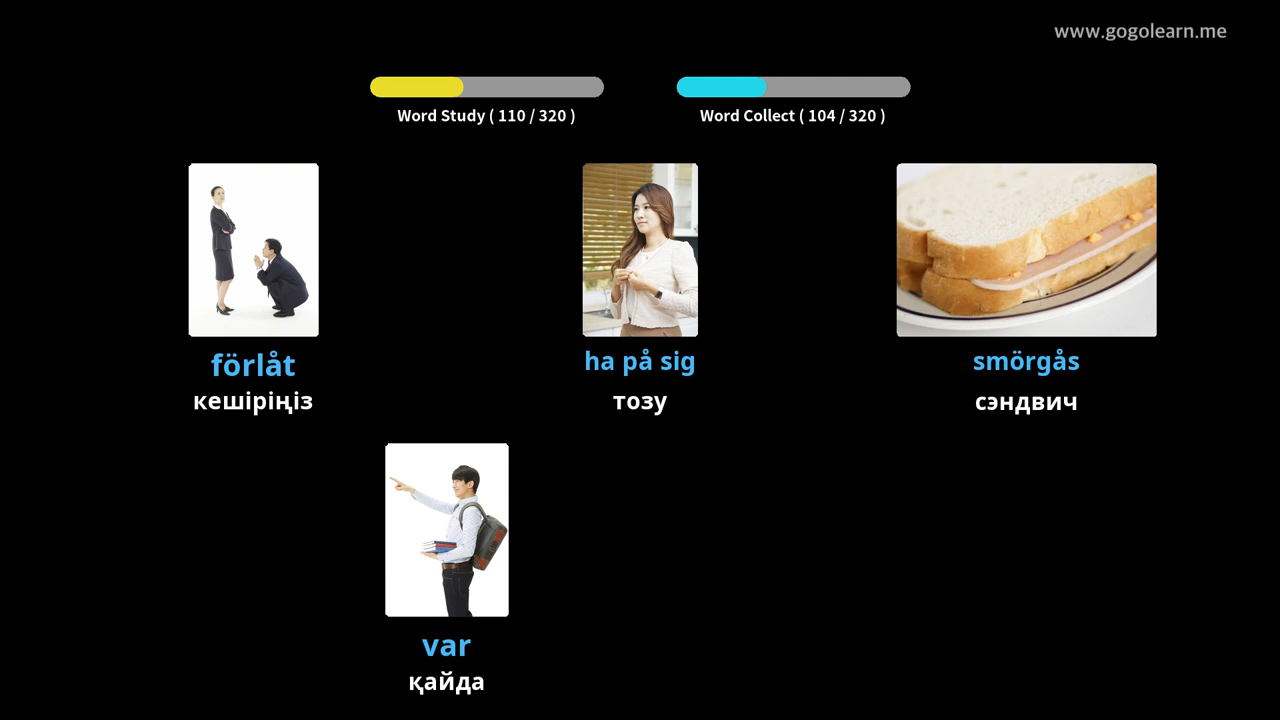 www.gogolearn.me
Word Study ( 110 / 320 )
Word Collect ( 104 / 320 )
förlåt
кешіріңіз
ha på sig
тозу
smörgås
сэндвич
var
қайда